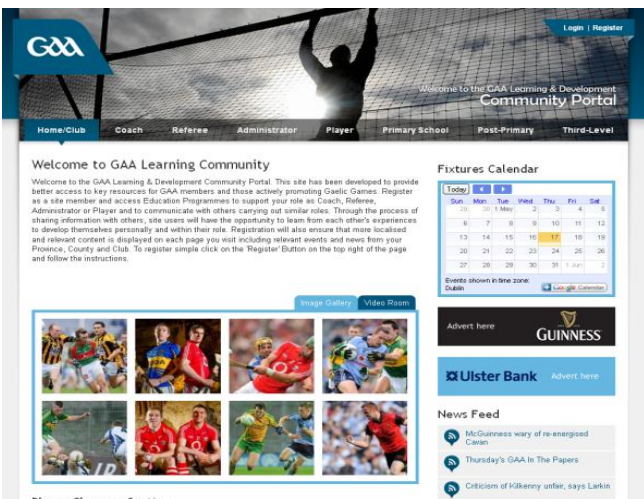 GAA
Login | Register
Welcome to the GAA Learning & Development
Community Portal
Home/Club Coach Referee Administrator Player Primary School Post-Primary Third-Level
Welcome to GAA Learning Community
Welcome to the GAA Learning & Development Community Portal. This site has been developed to provide
better access to key resources for GAA members and those actively promoting Gaelic Games. Register
as a site member and access Education Programmes to support your role as Coach, Referee,
Administrator or Player and to communicate with others carrying out similar roles. Through the process of
sharing information with others, site users will have the opportunity to learn from each other's experiences
to develop themselves personally and within their role. Registration will also ensure that more localised
and relevant content is displayed on each page you visit including relevant events and news from your
Province, County and Club. To register simple click on the 'Register' Button on the top right of the page
and follow the instructions.
Image Gallery Video Room
Fixtures Calendar
Today
Sun Mon Tue Wed Thu Fri Sat
29 30 1 May 2 3 4 5
6 7 8 9 10 11 12
13 14 15 16 17 18 19
20 21 22 23 24 25 26
27 28 29 30 31 1 Jun 2
Events shown in time zone:
Dublin
Google Calendar
Advert here
GUINNESS
Ulster Bank Advert here
News Feed
McGuinness wary of re-energised
Cavan
Thursday's GAA In The Papers
Criticism of Kilkenny unfair, says Larkin